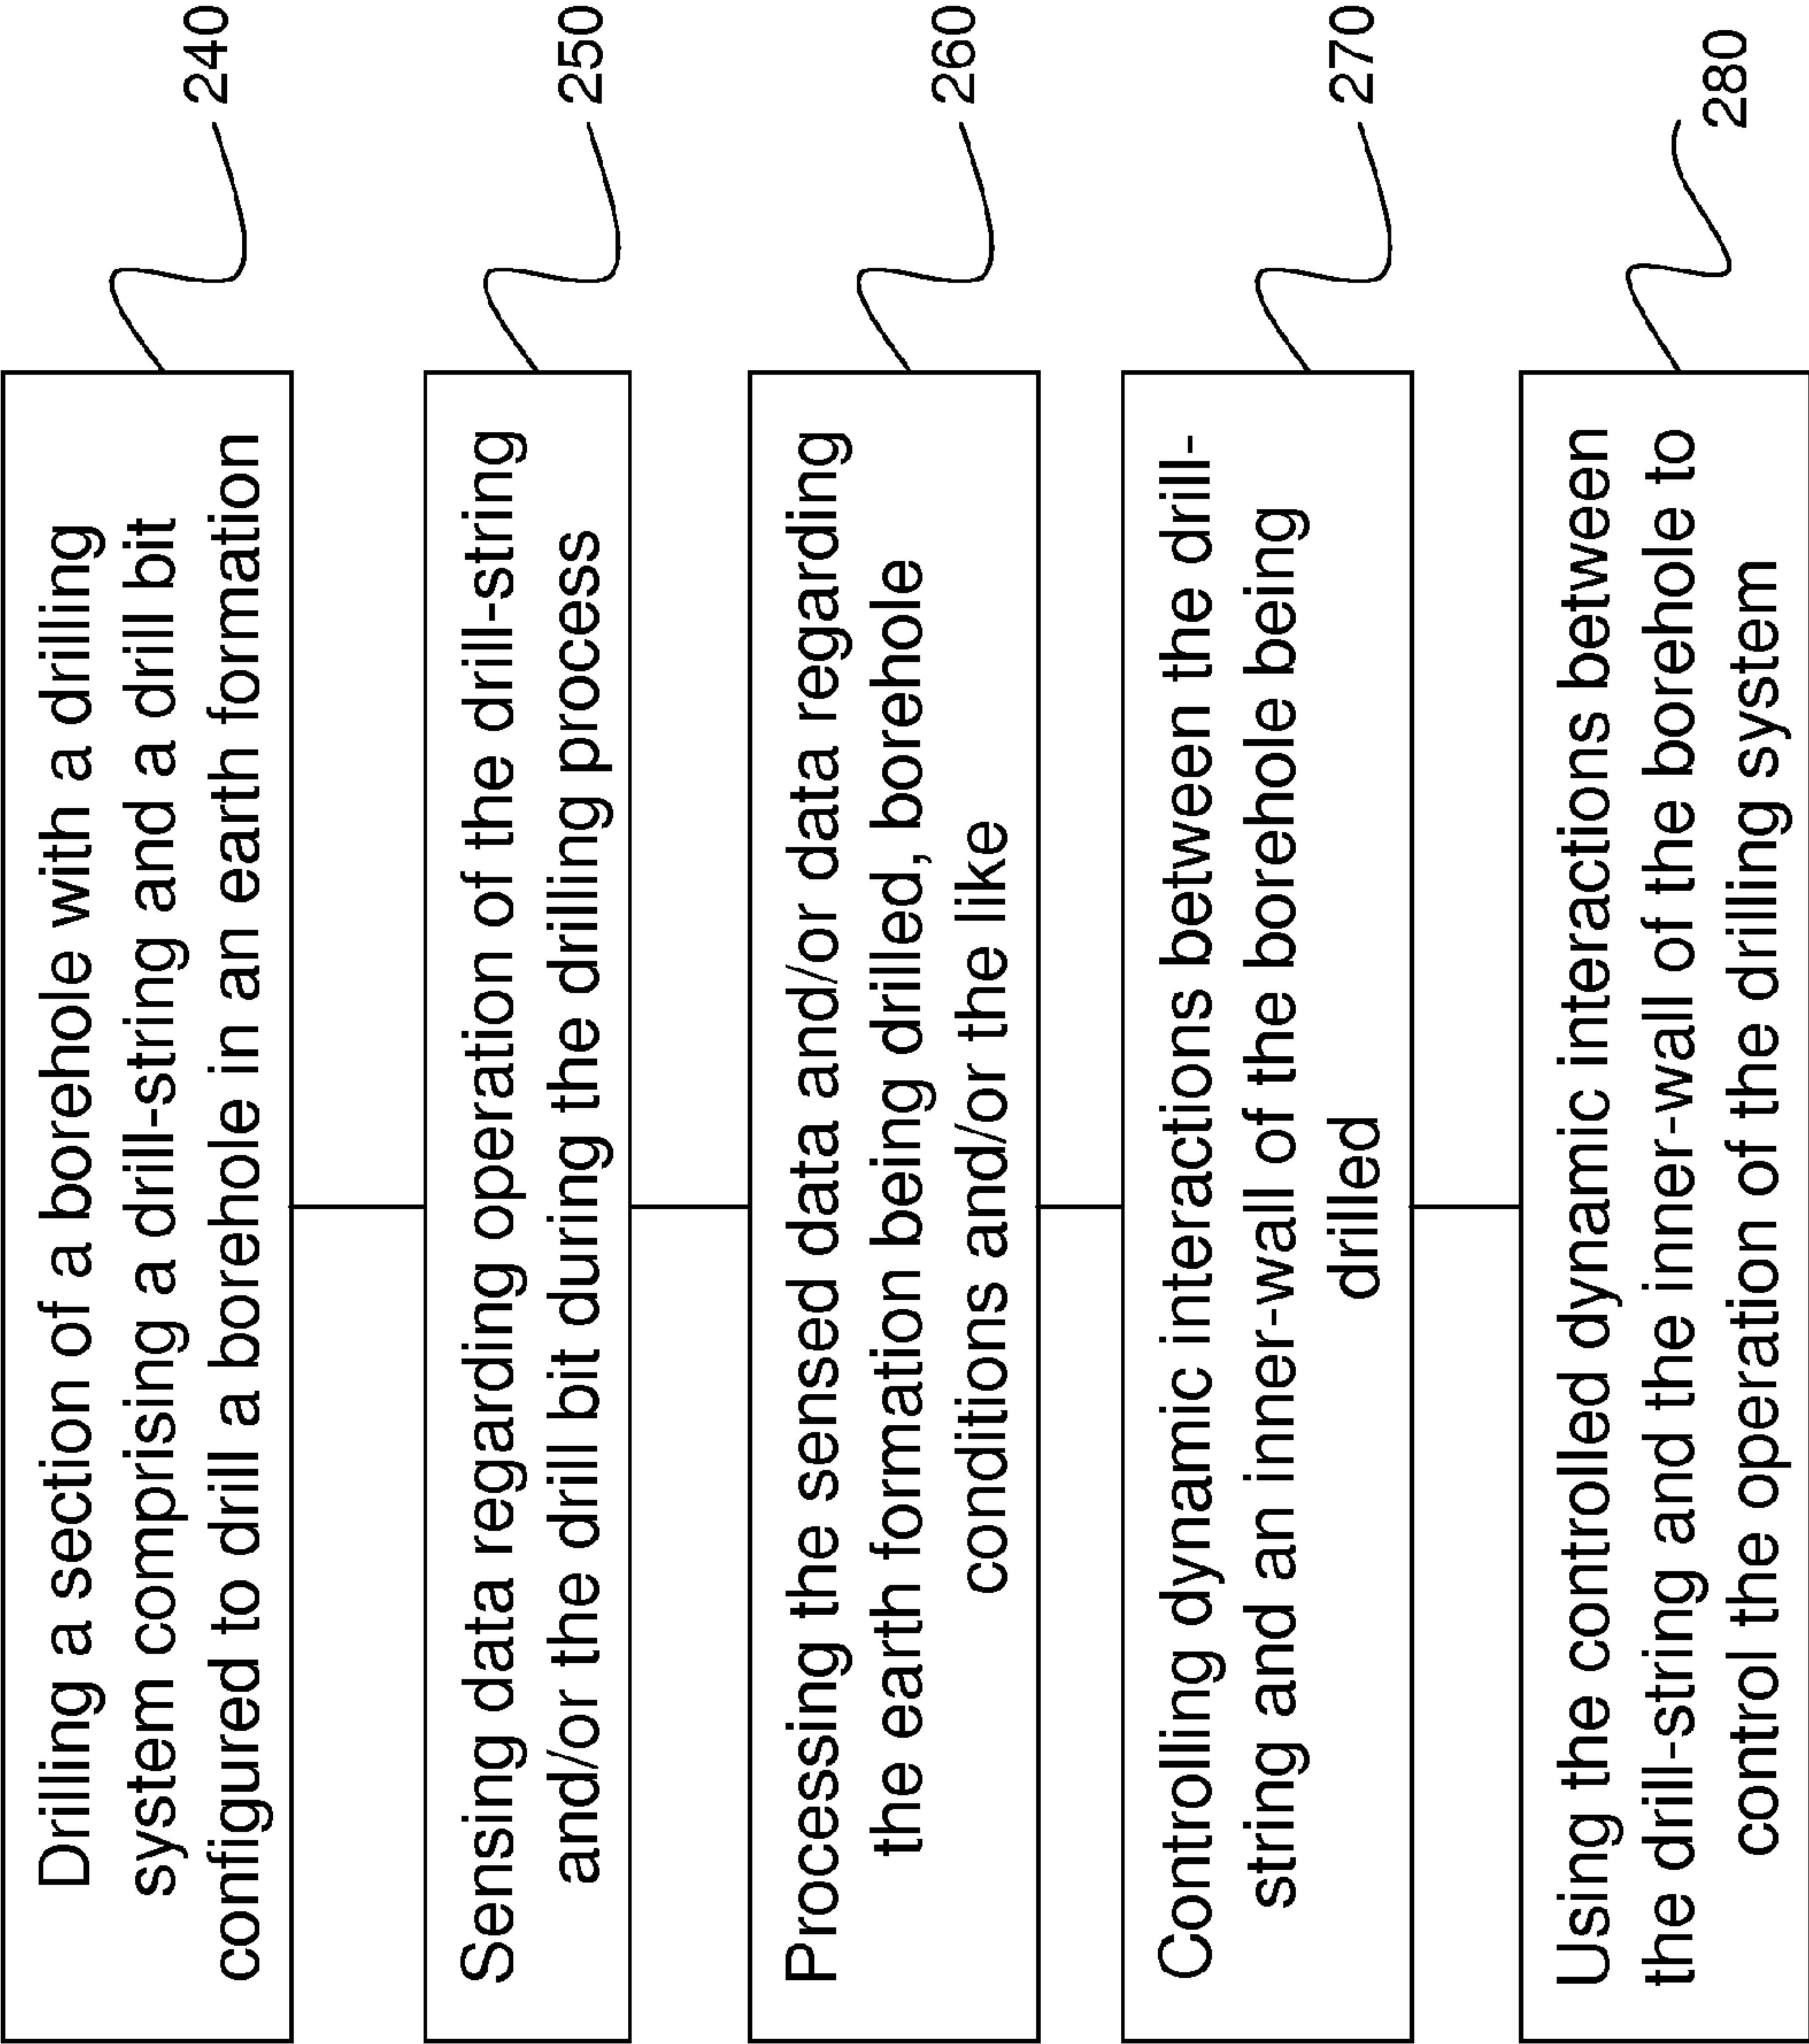 Drilling a section of a borehole with a drilling
system comprising a drill-string and a drill bit
configured to drill a borehole in an earth formation
240
Sensing data regarding operation of the drill-string
and/or the drill bit during the drilling process
250
Processing the sensed data and/or data regarding
the earth formation being drilled, borehole
conditions and/or the like
260
Controlling dynamic interactions between the drill-
string and an inner-wall of the borehole being
drilled
270
Using the controlled dynamic interactions between
the drill-string and the inner-wall of the borehole to
control the operation of the drilling system
280